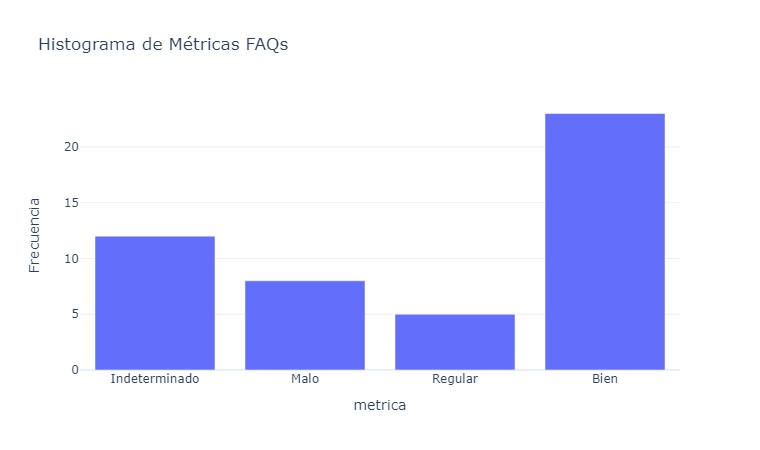 Histograma de Métricas FAQs
20
15
10
5
0
Frecuencia
Indeterminado Malo Regular Bien
metrica